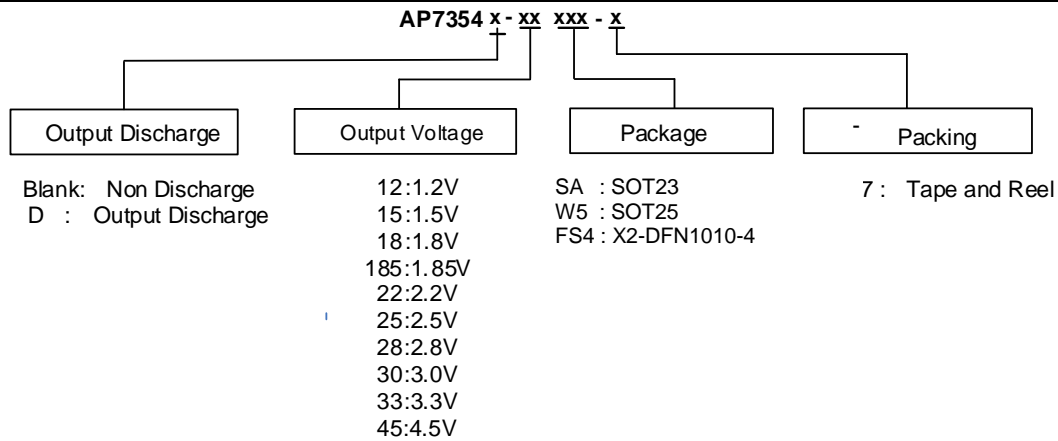 AP7354 x - xx xxx - x
Output Discharge
Output Voltage
Package
- Packing
Blank: Non Discharge
D : Output Discharge
12:1.2V
15:1.5V
18:1.8V
185:1.85V
22:2.2V
25:2.5V
28:2.8V
30:3.0V
33:3.3V
45:4.5V
SA : SOT23
W5 : SOT25
FS4 : X2-DFN1010-4
7 : Tape and Reel